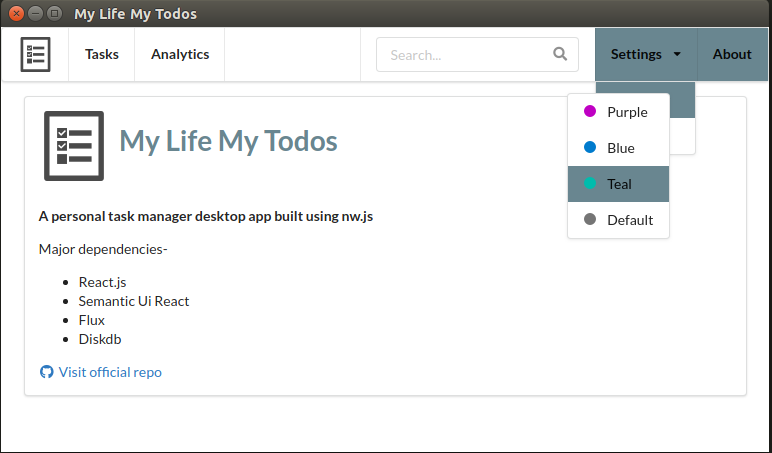 My Life My Todos
Tasks
Analytics
Search...
Settings
About
Purple
Blue
Teal
Default
My Life My Todos
A personal task manager desktop app built using nw.js
Major dependencies-
React.js
Semantic Ui React
Flux
Diskdb
Visit official repo